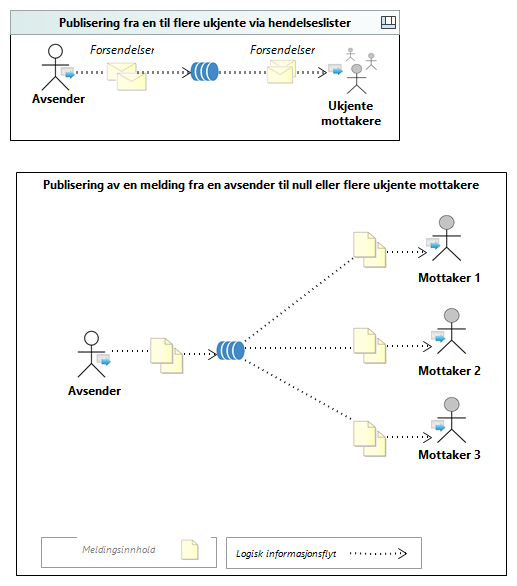 Publisering fra en til flere ukjente via hendelseslister
Forsendelser
Forsendelser
Avsender
Ukjente
mottakere
Publisering av en melding fra en avsender til null eller flere ukjente mottakere
Mottaker 1
Mottaker 2
Avsender
Mottaker 3
Meldingsinnhold
Logisk informasjonsflyt